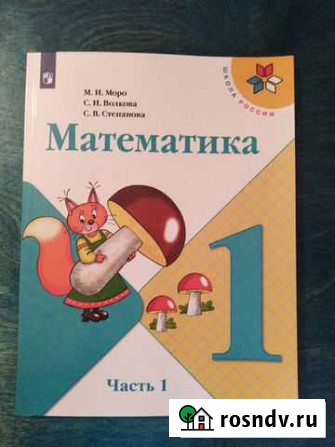 М. И. Моро
С. И. Волкова
С. В. Степанова
ШКОЛА РОССИИ
Математика
1
Часть 1
rosndv.ru